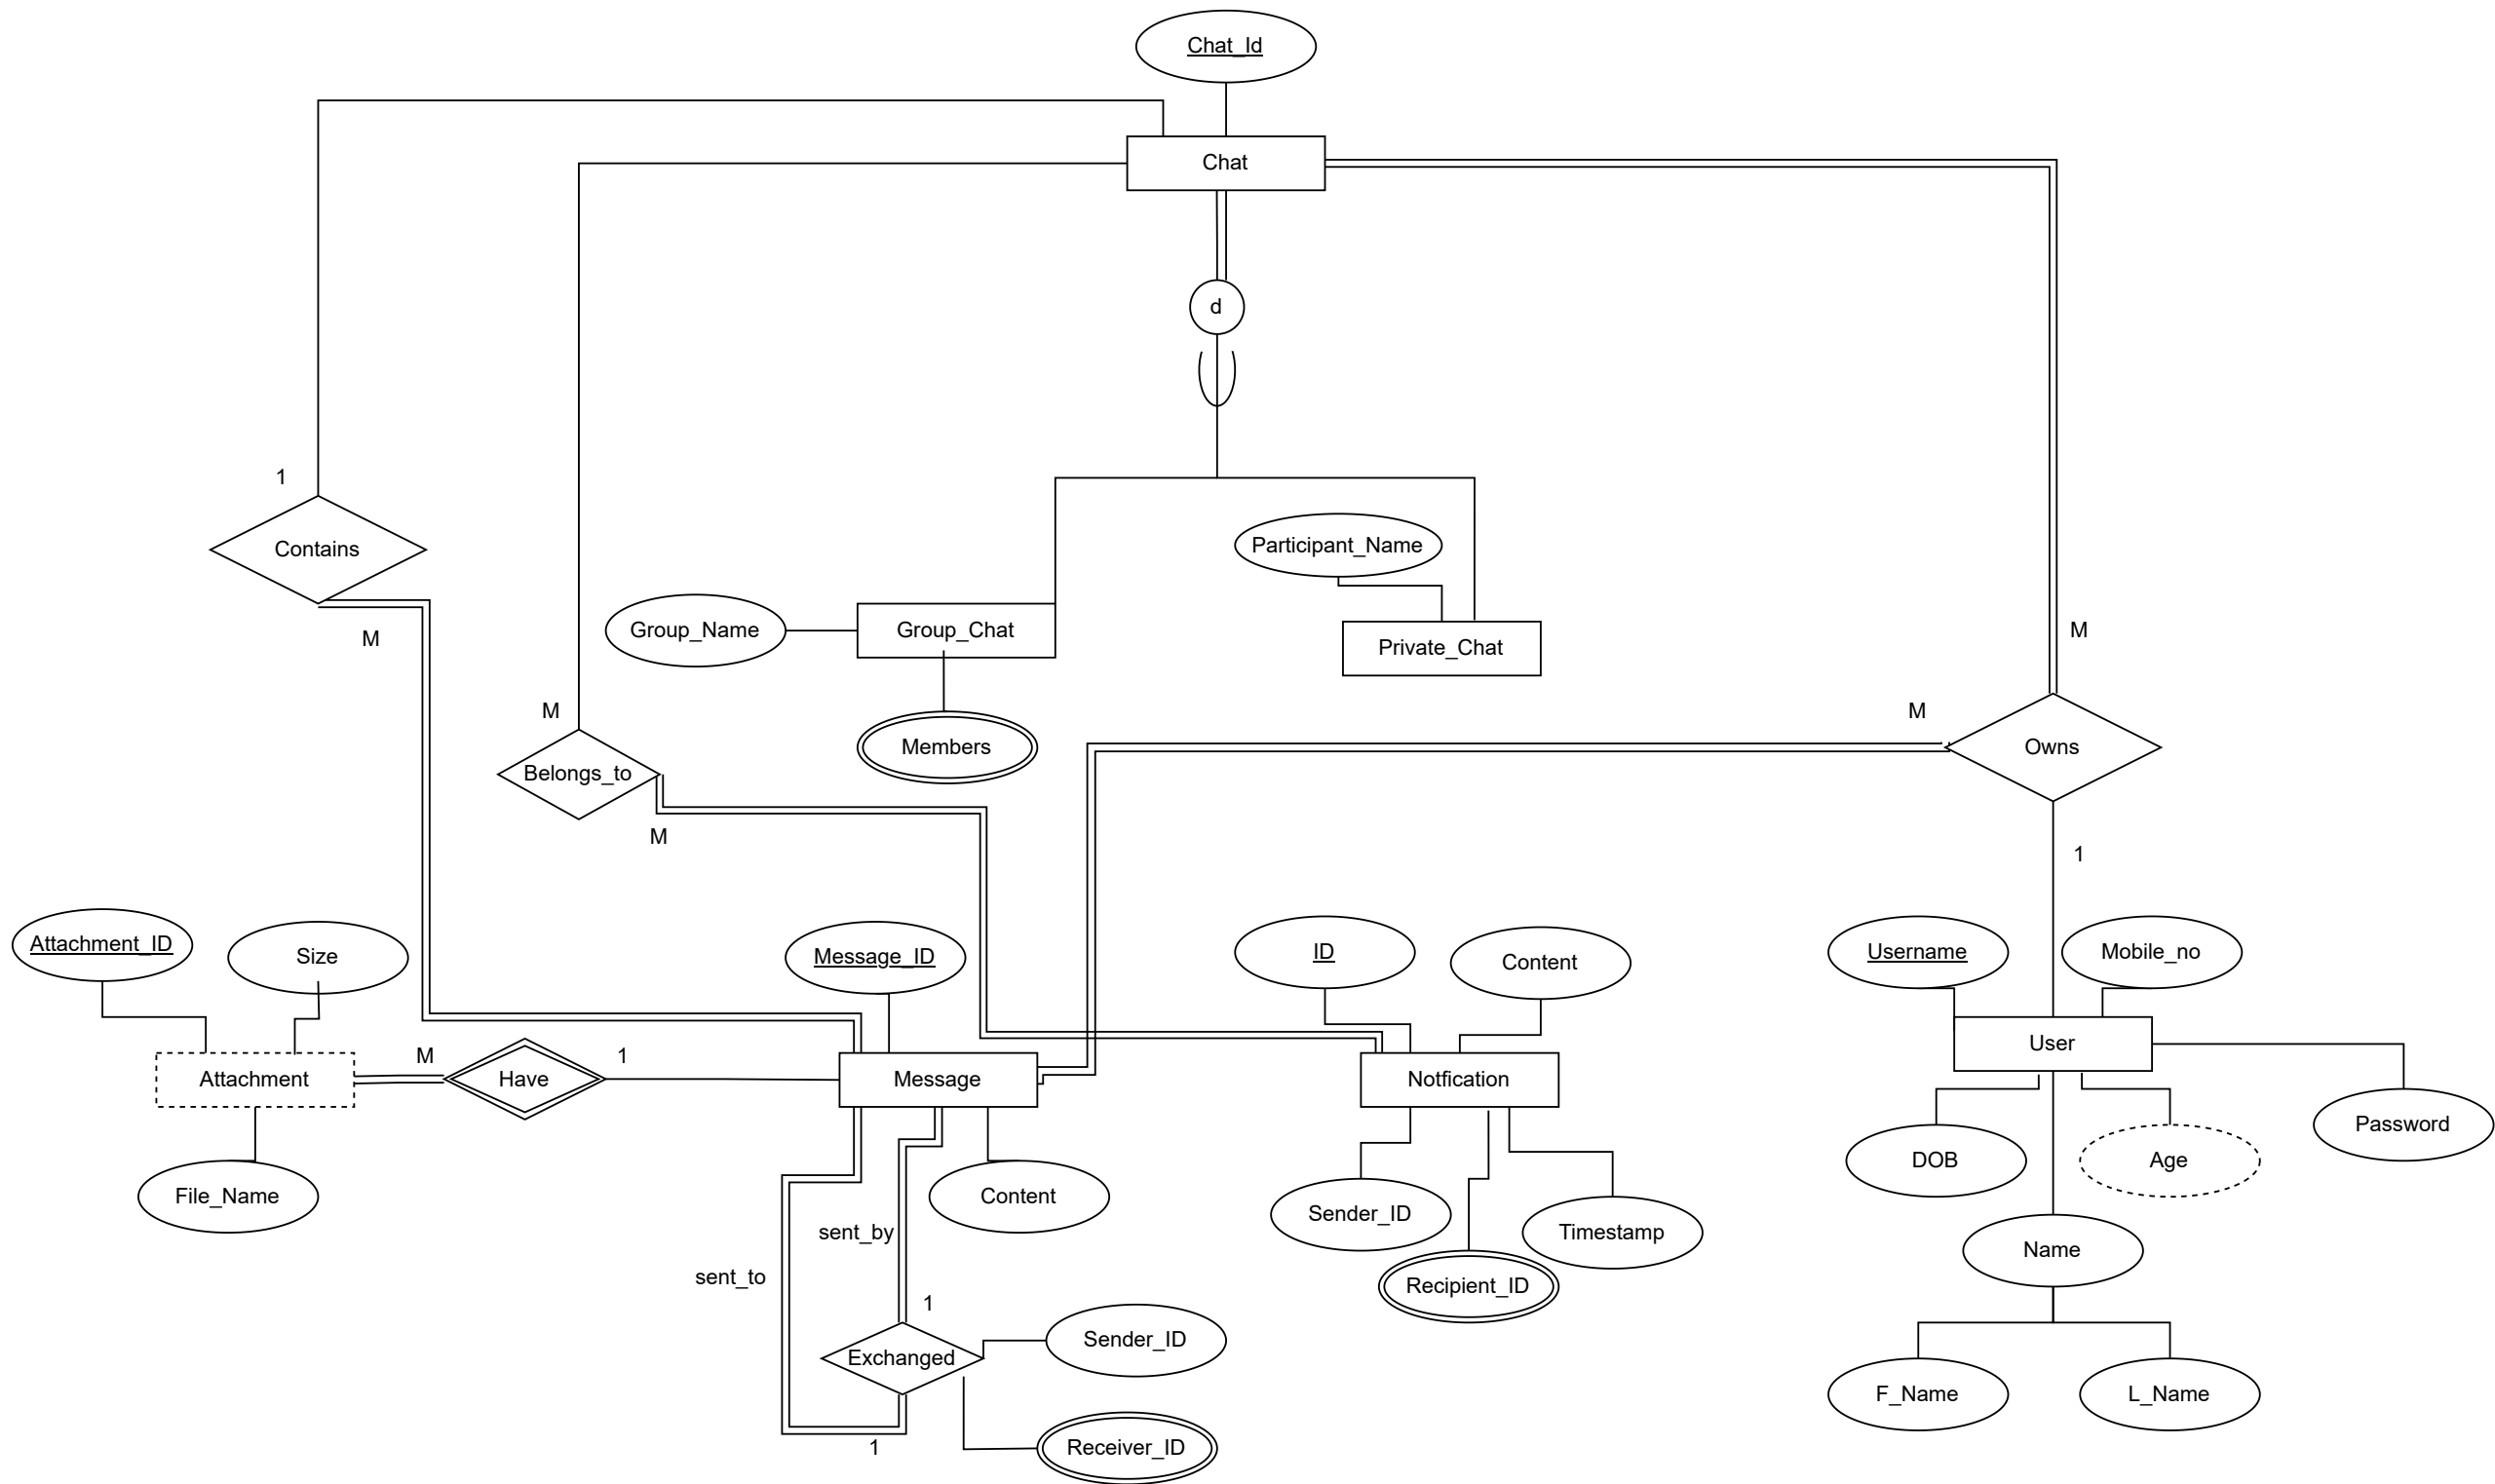 Chat_Id
Chat
d
1
Contains
M
Participant_Name
Group_Name
Group_Chat
Private_Chat
M
M
M
Members
Owns
Belongs_to
M
1
Attachment_ID
Size
Message_ID
ID
Content
Username
Mobile_no
Attachment
M
Have
1
Message
Notfication
User
Password
File_Name
Content
DOB
Age
sent_by
Sender_ID
Timestamp
sent_to
Name
Recipient_ID
1
Sender_ID
Exchanged
F_Name
L_Name
1
Receiver_ID